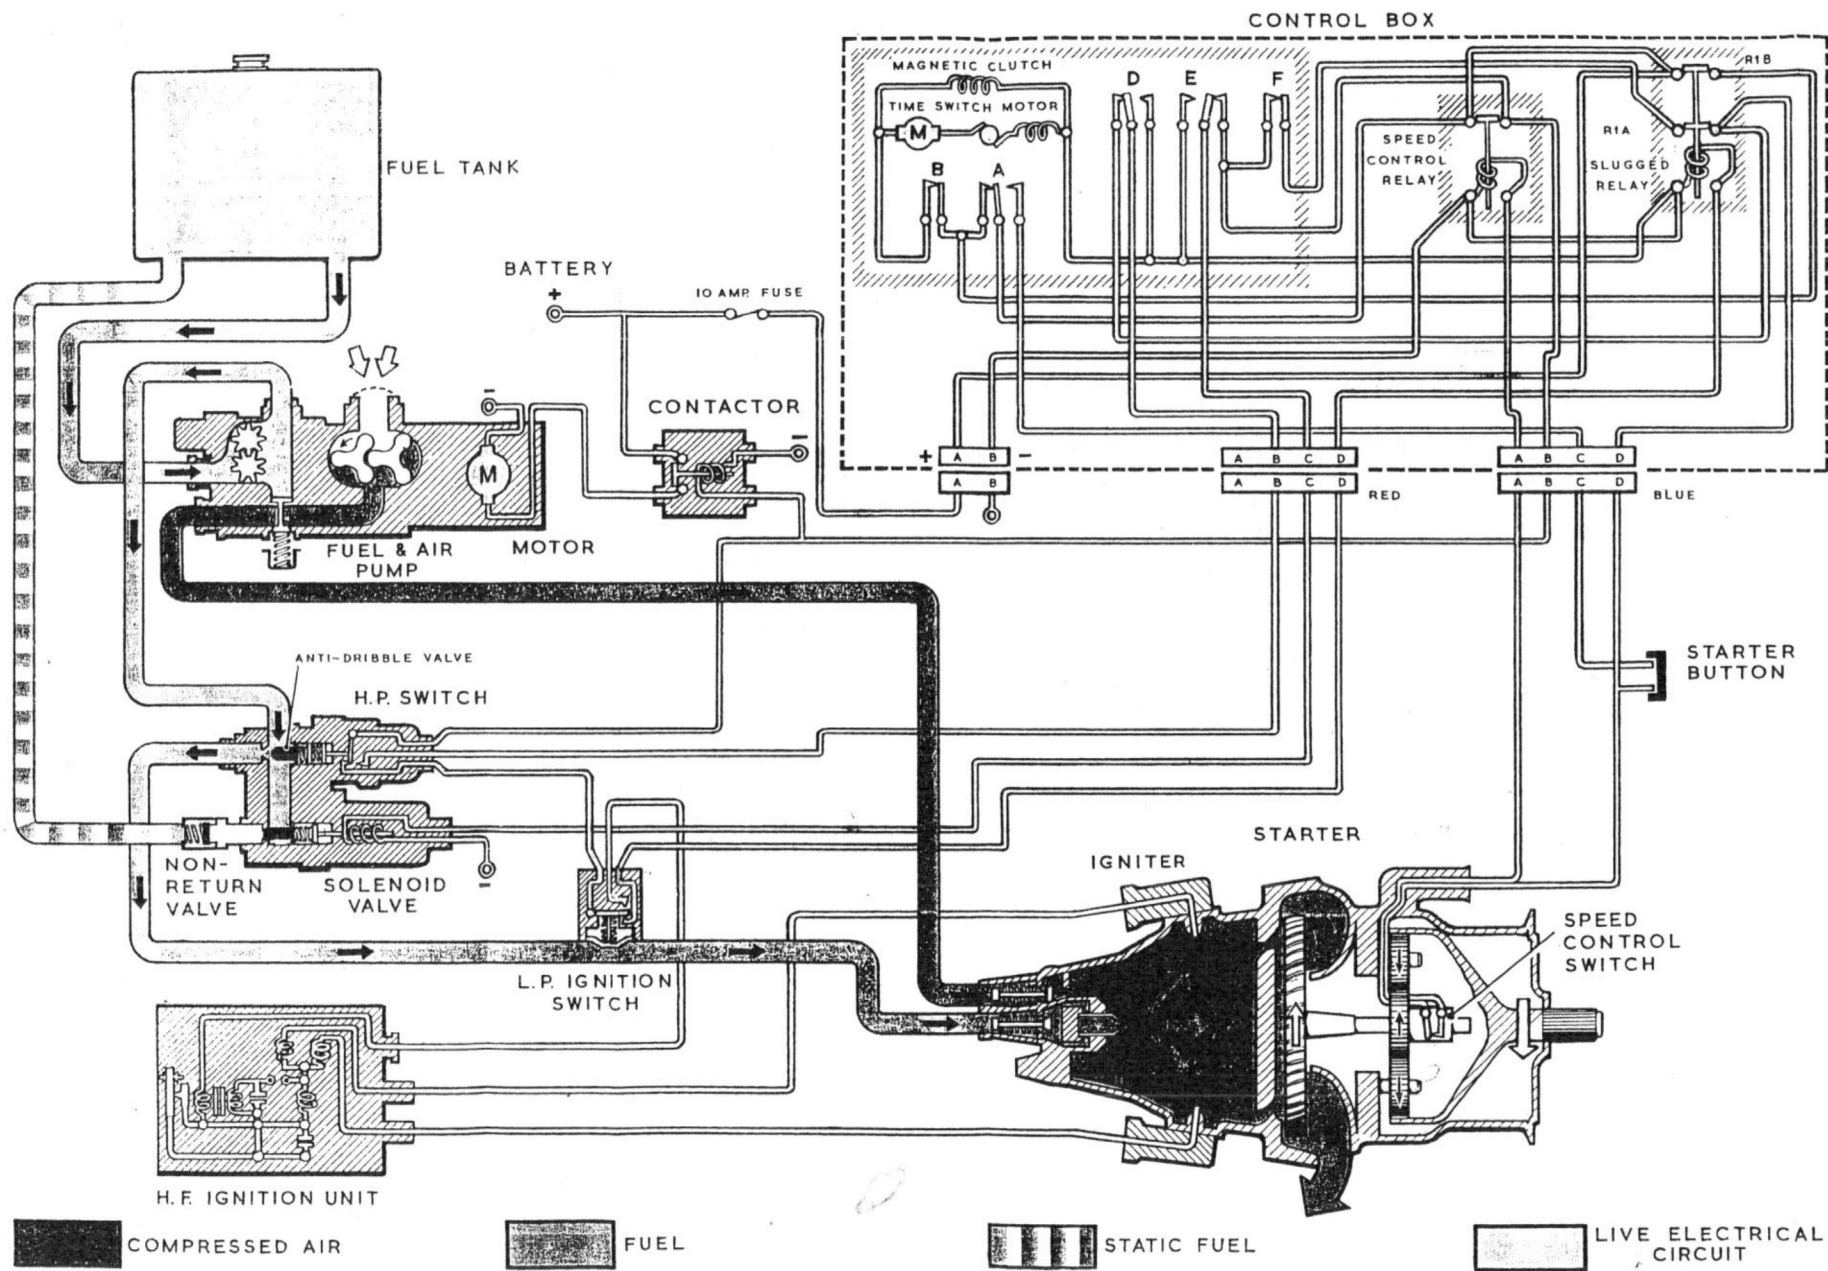 CONTROL BOX
MAGNETIC CLUTCH
D E F
R1B
TIME SWITCH MOTOR
M
SPEED
CONTROL
RELAY
R1A
SLUGGED
RELAY
B A
FUEL TANK
BATTERY
+
10 AMP. FUSE
CONTACTOR
-
-
M
+ A B -
A B C D
A B C D
A B
A B C D
RED
A B C D
BLUE
FUEL & AIR
PUMP
MOTOR
ANTI-DRIBBLE VALVE
H.P. SWITCH
STARTER
BUTTON
NON-
RETURN
VALVE
SOLENOID
VALVE
-
STARTER
IGNITER
SPEED
CONTROL
SWITCH
L.P. IGNITION
SWITCH
H.F. IGNITION UNIT
COMPRESSED AIR
FUEL
STATIC FUEL
LIVE ELECTRICAL
CIRCUIT